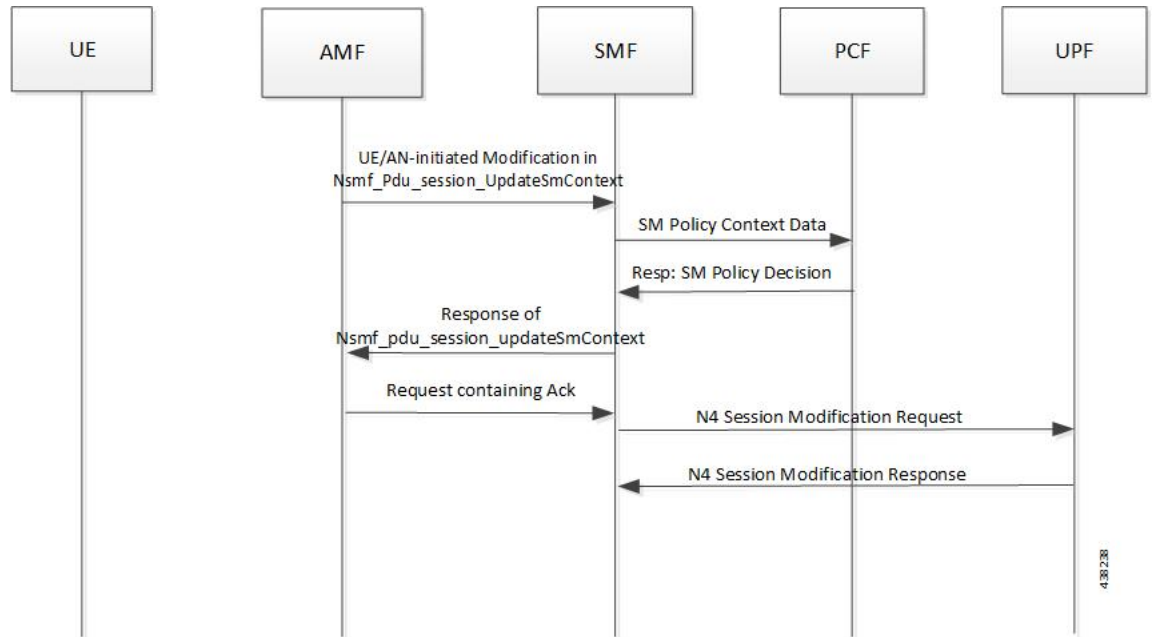 UE
AMF
SMF
PCF
UPF
UE/AN-initiated Modification in
Nsmf_Pdu_session_UpdateSmContext
SM Policy Context Data
Resp: SM Policy Decision
Response of
Nsmf_pdu_session_updateSmContext
Request containing Ack
N4 Session Modification Request
N4 Session Modification Response
438238